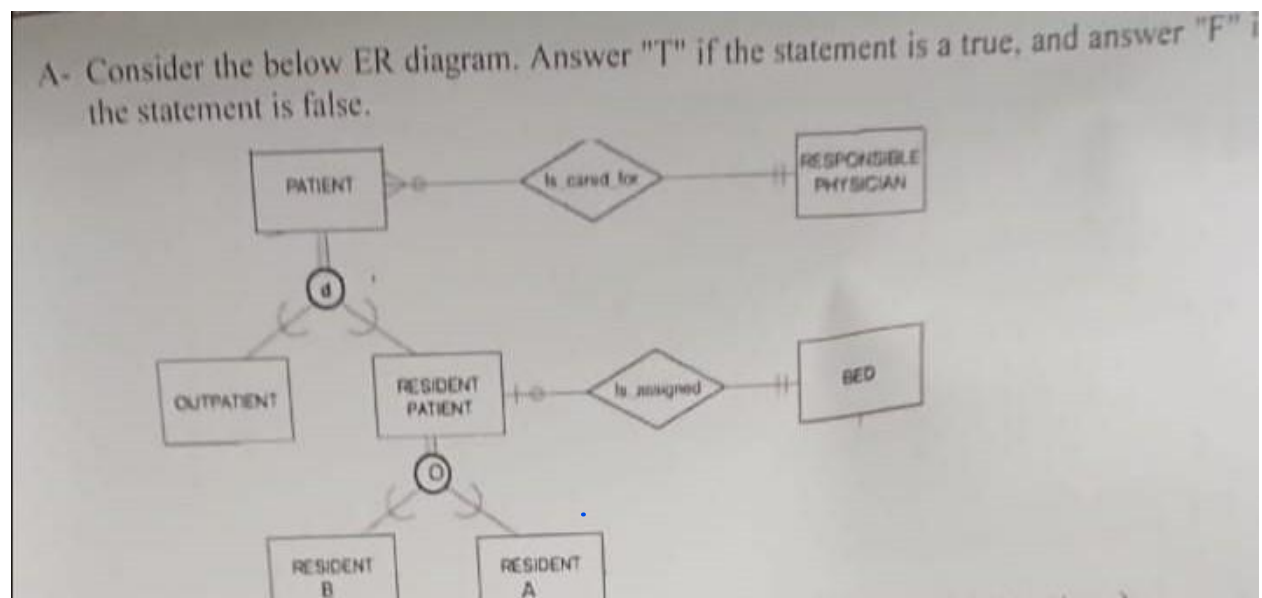 A- Consider the below ER diagram. Answer "T" if the statement is a true, and answer "F" i
the statement is false.
PATIENT
Is_cared_for
RESPONSIBLE
PHYSICIAN
d
OUTPATIENT
RESIDENT
PATIENT
Is_assigned
BED
O
RESIDENT
B
RESIDENT
A